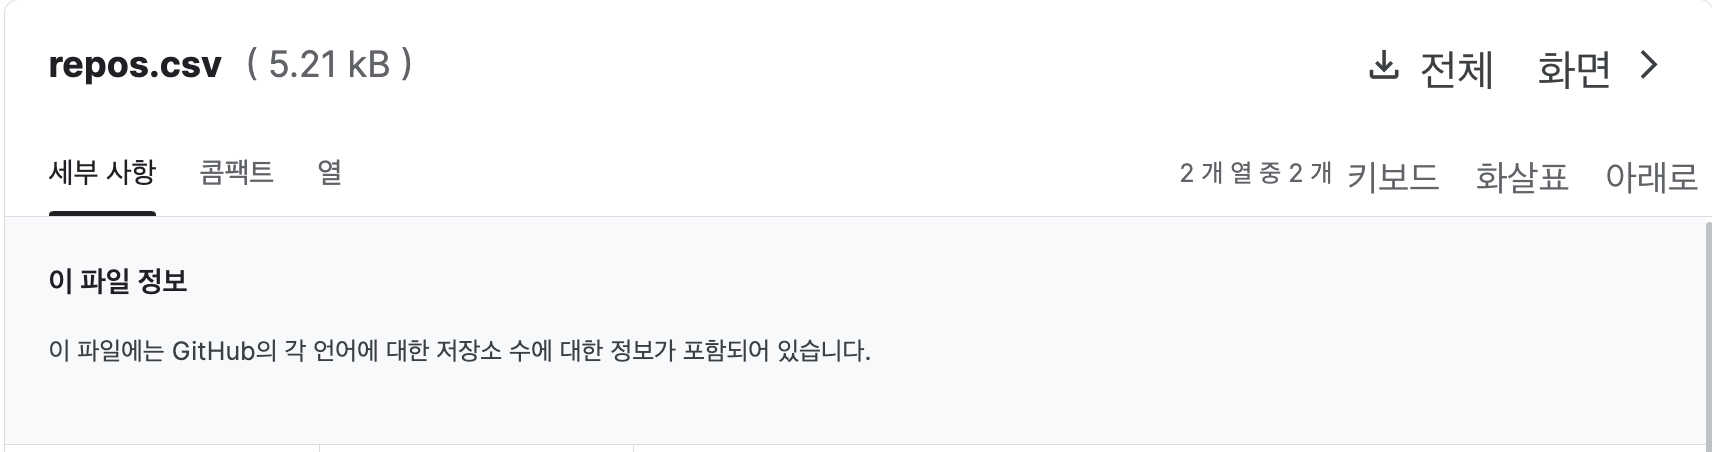 repos.csv ( 5.21 kB )
전체 화면
세부 사항 콤팩트 열
2 개 열 중 2 개 키보드 화살표 아래로
이 파일 정보
이 파일에는 GitHub의 각 언어에 대한 저장소 수에 대한 정보가 포함되어 있습니다.